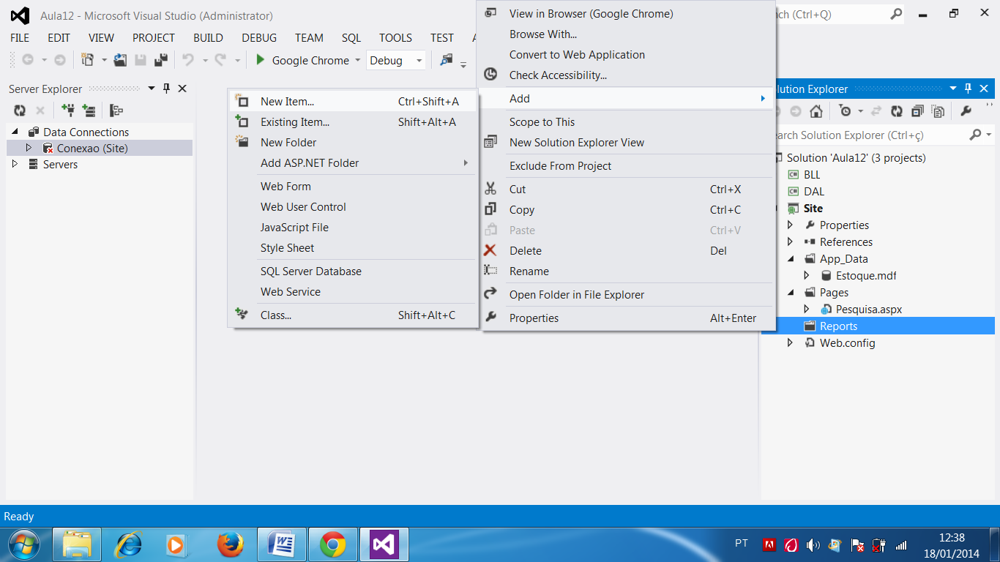 Aula12 - Microsoft Visual Studio (Administrator)
(Ctrl+Q)
FILE EDIT VIEW PROJECT BUILD DEBUG TEAM SQL TOOLS TEST
Google Chrome Debug
Server Explorer
Data Connections
Conexao (Site)
Servers
New Item... Ctrl+Shift+A
Existing Item... Shift+Alt+A
New Folder
Add ASP.NET Folder
Web Form
Web User Control
JavaScript File
Style Sheet
SQL Server Database
Web Service
Class... Shift+Alt+C
View in Browser (Google Chrome)
Browse With...
Convert to Web Application
Check Accessibility...
Add
Scope to This
New Solution Explorer View
Exclude From Project
Cut Ctrl+X
Copy Ctrl+C
Paste Ctrl+V
Delete Del
Rename
Open Folder in File Explorer
Properties Alt+Enter
lution Explorer
earch Solution Explorer (Ctrl+ç)
Solution 'Aula12' (3 projects)
BLL
DAL
Site
Properties
References
App_Data
Estoque.mdf
Pages
Pesquisa.aspx
Reports
Web.config
Ready
PT
12:38
18/01/2014